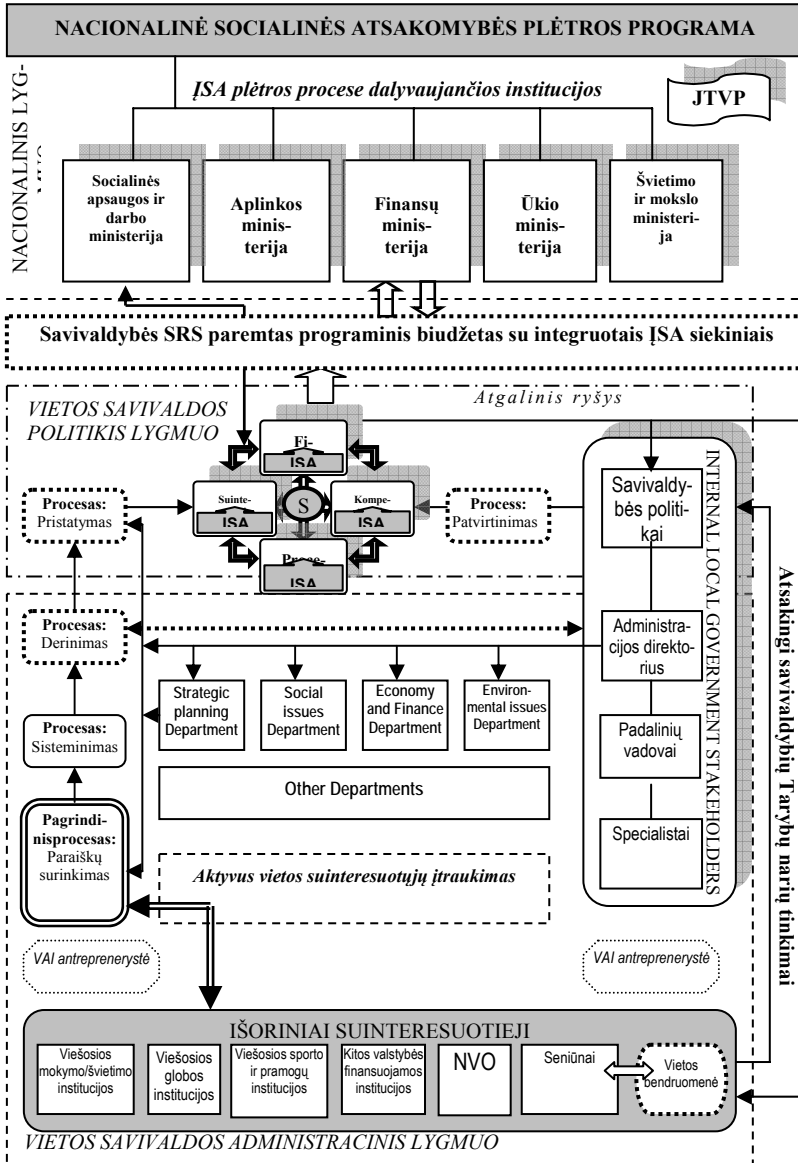 NACIONALINĖ SOCIALINĖS ATSAKOMYBĖS PLĖTROS PROGRAMA
NACIONALINIS LYG-
MUO
ĮSA plėtros procese dalyvaujančios institucijos
JTVP
Socialinės
apsaugos ir
darbo
ministerija
Aplinkos
minis-
terija
Finansų
minis-
terija
Ūkio
minis-
terija
Švietimo
ir mokslo
ministeri-
ja
Savivaldybės SRS paremtas programinis biudžetas su integruotais ĮSA siekiniais
VIETOS SAVIVALDOS
POLITIKIS LYGMUO
Atgalinis ryšys
Fi-
ĮSA
Suinte-
ĮSA
S
Kompe-
ĮSA
Proce-
ĮSA
Procesas:
Pristatymas
Process:
Patvirtinimas
Procesas:
Derinimas
Procesas:
Sisteminimas
Pagrindi-
nisprocesas:
Paraiškų
surinkimas
Strategic
planning
Department
Social
issues
Department
Economy
and Finance
Department
Environ-
mental issues
Department
Other Departments
Aktyvus vietos suinteresuotųjų įtraukimas
INTERNAL LOCAL GOVERNMENT STAKEHOLDERS
Savivaldy-
bės politi-
kai
Administra-
cijos direkto-
rius
Padalinių
vadovai
Specialistai
Atsakingi savivaldybių Tarybų narių tinkimai
VAI antreprenerystė
VAI antreprenerystė
IŠORINIAI SUINTERESUOTIEJI
Viešosios
mokymo/švietimo
institucijos
Viešosios
globos
institucijos
Viešosios sporto
ir pramogų
institucijos
Kitos valstybės
finansuojamos
institucijos
NVO
Seniūnai
Vietos
bendruomenė
VIETOS SAVIVALDOS ADMINISTRACINIS LYGMUO